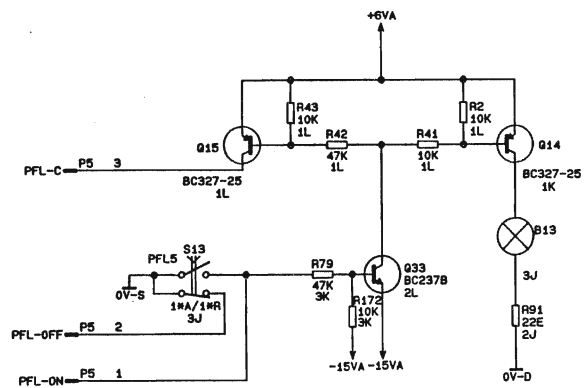 +6VA
R43
10K
1L
R2
10K
1L
Q15
R42
47K
1L
R41
10K
1L
Q14
PFL-C P5 3
BC327-25
1L
BC327-25
1K
B13
3J
PFL5 S13
0V-S
1*A/1*R
3J
R79
47K
3K
Q33
BC237B
2L
R172
10K
3K
R91
22E
2J
PFL-OFF P5 2
-15VA -15VA
0V-D
PFL-ON P5 1